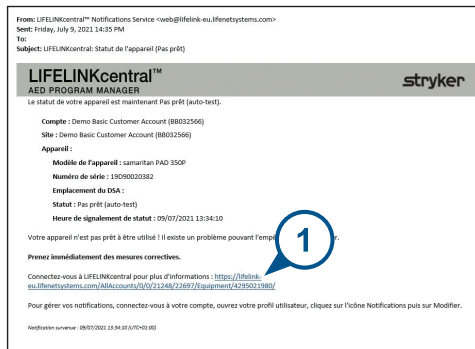 From: LIFELINKcentral™ Notifications Service <web@lifelink-eu.lifenetsystems.com>
Sent: Friday, July 9, 2021 14:35 PM
To:
Subject: LIFELINKcentral: Statut de l'appareil (Pas prêt)
LIFELINKcentral™
AED PROGRAM MANAGER
stryker
Le statut de votre appareil est maintenant Pas prêt (auto-test).
Compte : Demo Basic Customer Account (BB032566)
Site : Demo Basic Customer Account (BB032566)
Appareil :
Modèle de l'appareil : samaritan PAD 350P
Numéro de série : 19D90020382
Emplacement du DSA :
Statut : Pas prêt (auto-test)
Heure de signalement de statut : 09/07/2021 13:34:10
Votre appareil n'est pas prêt à être utilisé ! Il existe un problème pouvant l'empê r.
1
Prenez immédiatement des mesures correctives.
Connectez-vous à LIFELINKcentral pour plus d'informations : https://lifelink-
eu.lifenetsystems.com/AllAccounts/0/0/21248/22697/Equipment/4295021980/
Pour gérer vos notifications, connectez-vous à votre compte, ouvrez votre profil utilisateur, cliquez sur l'icône Notifications puis sur Modifier.
Notification survenue : 09/07/2021 13:34:10 (UTC+01:00)